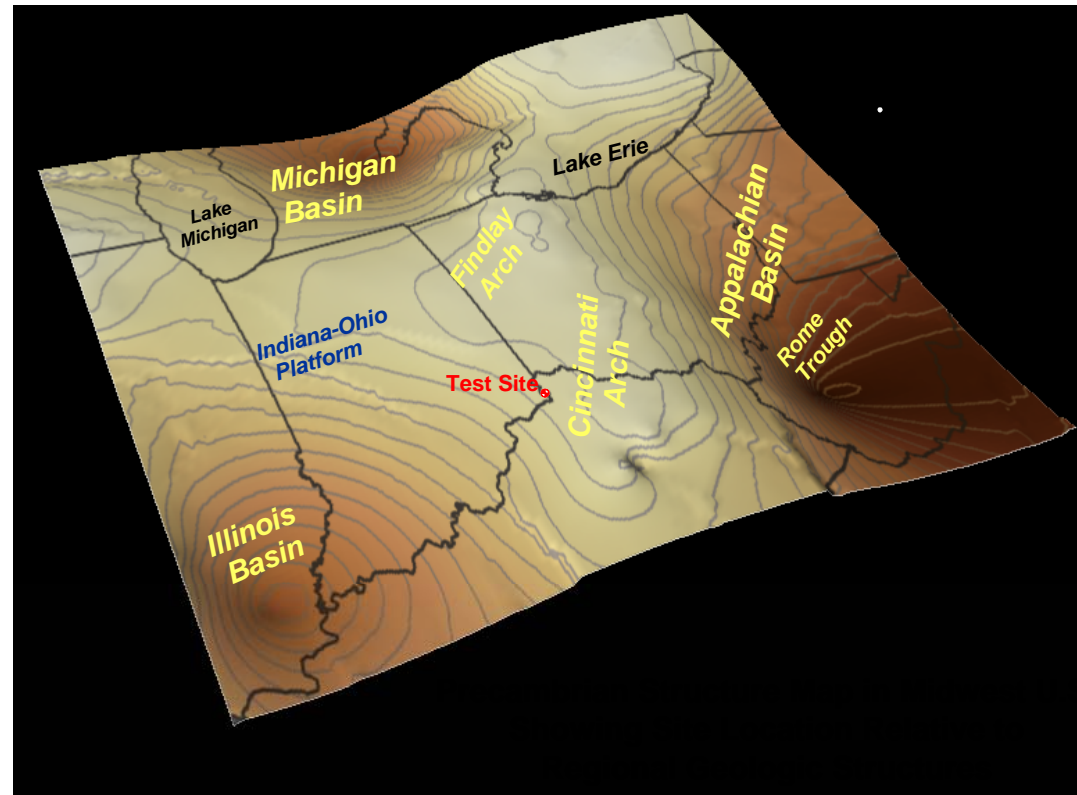 Michigan
Basin
Lake Erie
Lake
Michigan
Findlay
Arch
Appalachian
Basin
Indiana-Ohio
Platform
Cincinnati
Arch
Rome
Trough
Test Site
Illinois
Basin